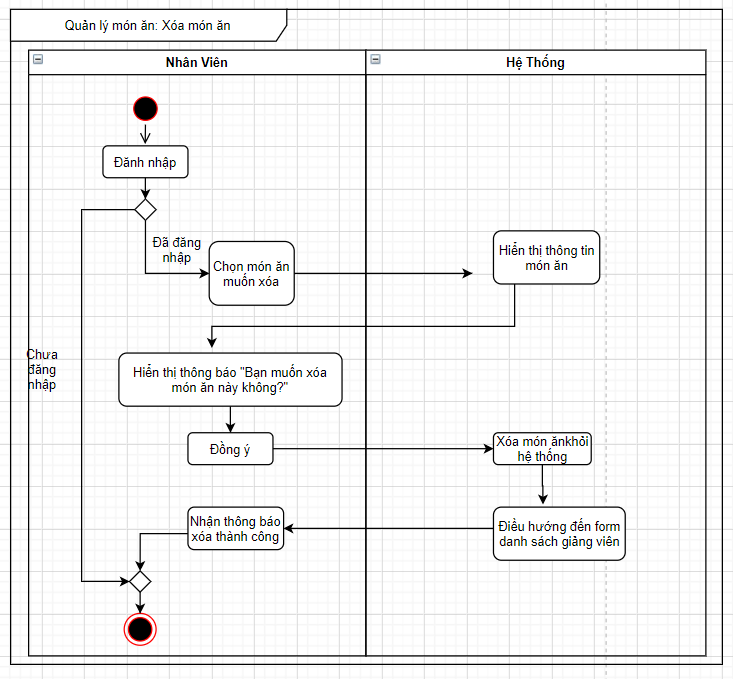 Quản lý món ăn: Xóa món ăn
Nhân Viên
Hệ Thống
Đănh nhập
Đã đăng
nhập
Chọn món ăn
muốn xóa
Hiển thị thông tin
món ăn
Chưa
đăng
nhập
Hiển thị thông báo "Bạn muốn xóa
món ăn này không?"
Đồng ý
Xóa món ănkhỏi
hệ thống
Nhận thông báo
xóa thành công
Điều hướng đến form
danh sách giảng viên